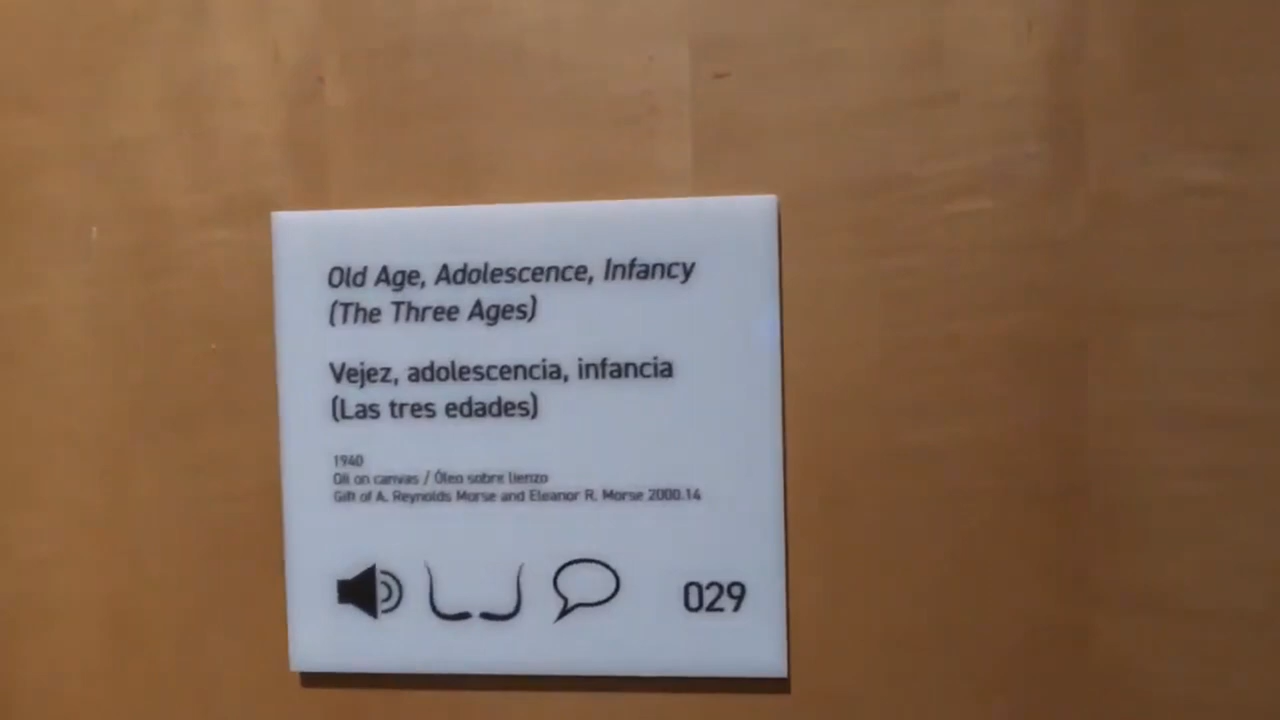 Old Age, Adolescence, Infancy
(The Three Ages)
Vejez, adolescencia, infancia
(Las tres edades)
1940
Oil on canvas / Óleo sobre lienzo
Gift of A. Reynolds Morse and Eleanor R. Morse 2000.14
029